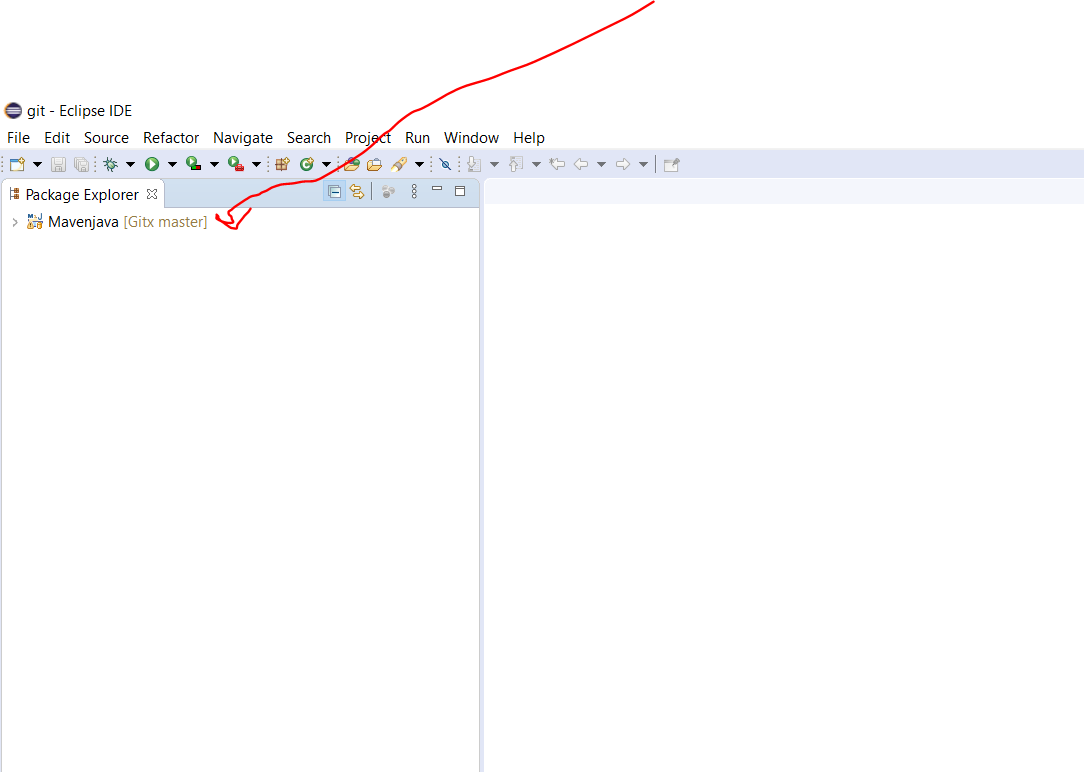 git - Eclipse IDE
File Edit Source Refactor Navigate Search Project Run Window Help
Package Explorer
Mavenjava [Gitx master]